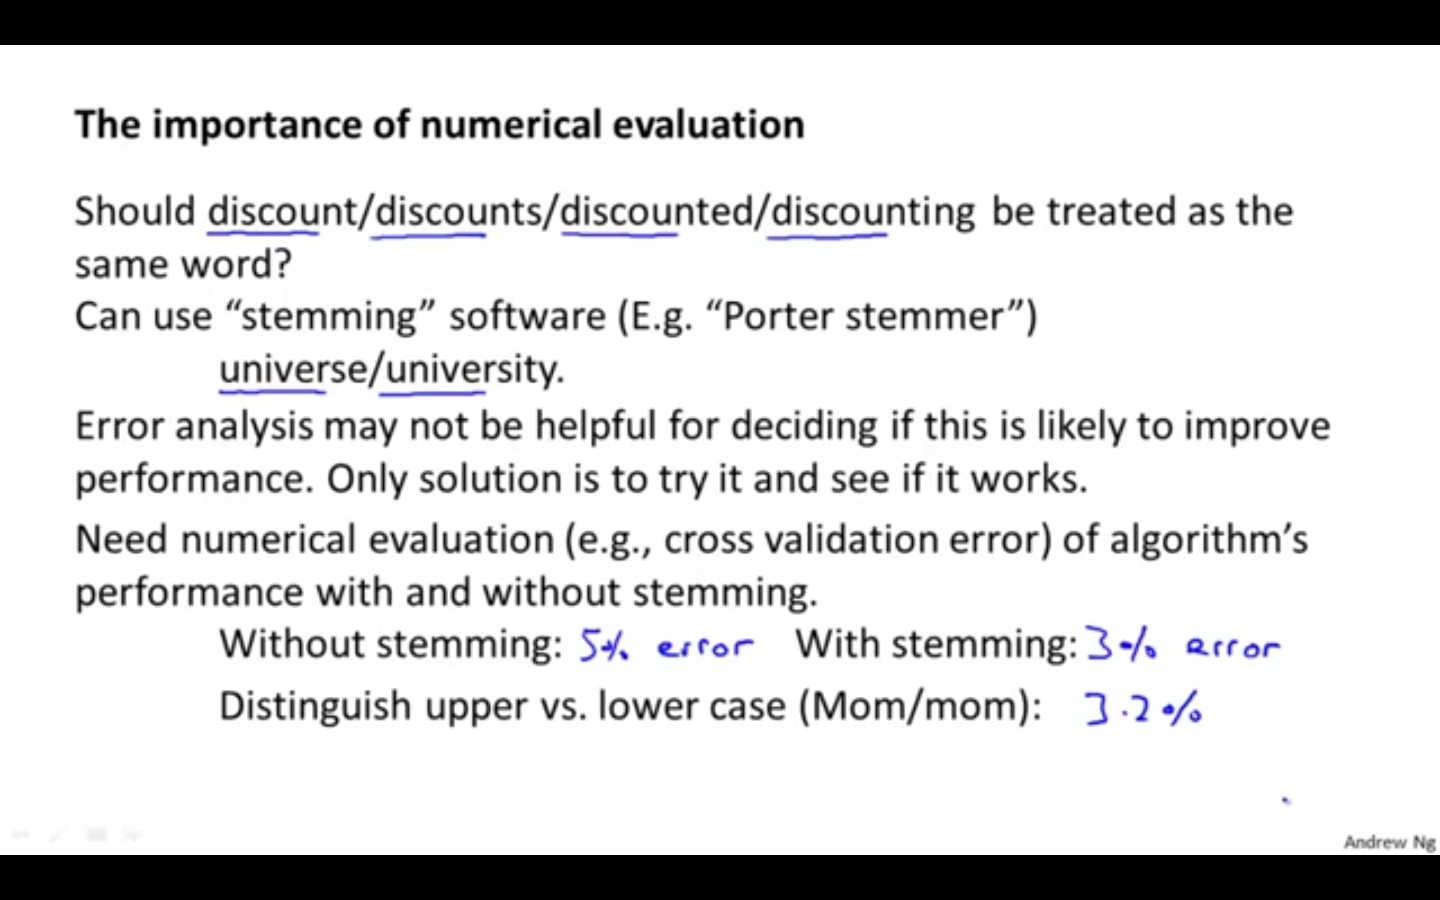 The importance of numerical evaluation
Should discount/discounts/discounted/discounting be treated as the
same word?
Can use “stemming” software (E.g. “Porter stemmer”)
universe/university.
Error analysis may not be helpful for deciding if this is likely to improve
performance. Only solution is to try it and see if it works.
Need numerical evaluation (e.g., cross validation error) of algorithm’s
performance with and without stemming.
Without stemming: 5% error With stemming: 3% error
Distinguish upper vs. lower case (Mom/mom): 3.2%
Andrew Ng